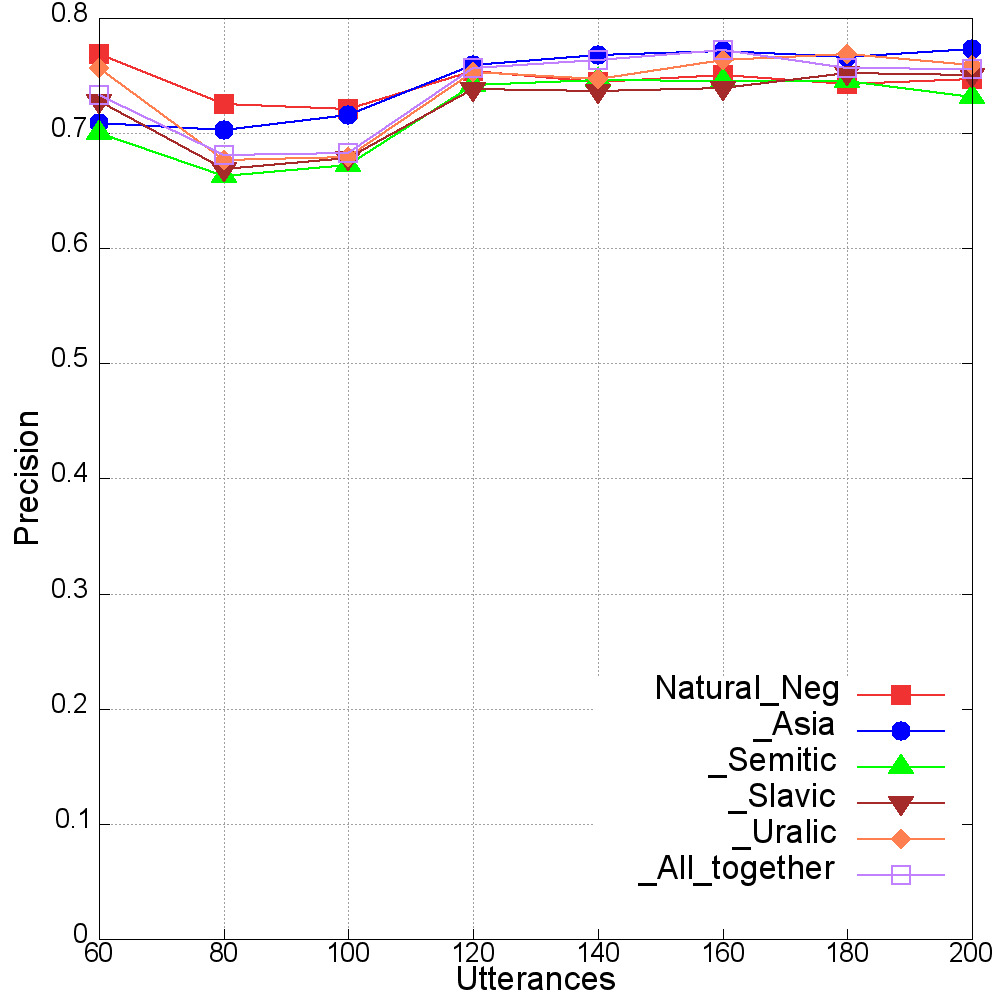 0.8
0.7
0.6
0.5
0.4
0.3
0.2
0.1
0
Precision
60 80 100 120 140 160 180 200
Utterances
Natural_Neg
_Asia
_Semitic
_Slavic
_Uralic
_All_together